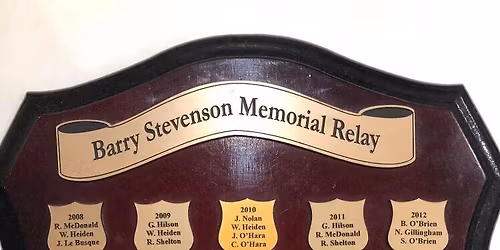 Barry Stevenson Memorial Relay
2008
R. McDonald
W. Heiden
J. Le Busque
2009
G. Hilson
W. Heiden
R. Shelton
2010
J. Nolan
W. Heiden
J. O'Hara
C. O'Hara
2011
G. Hilson
R. McDonald
R. Shelton
2012
B. O'Brien
N. Gillingham
S. O'Brien